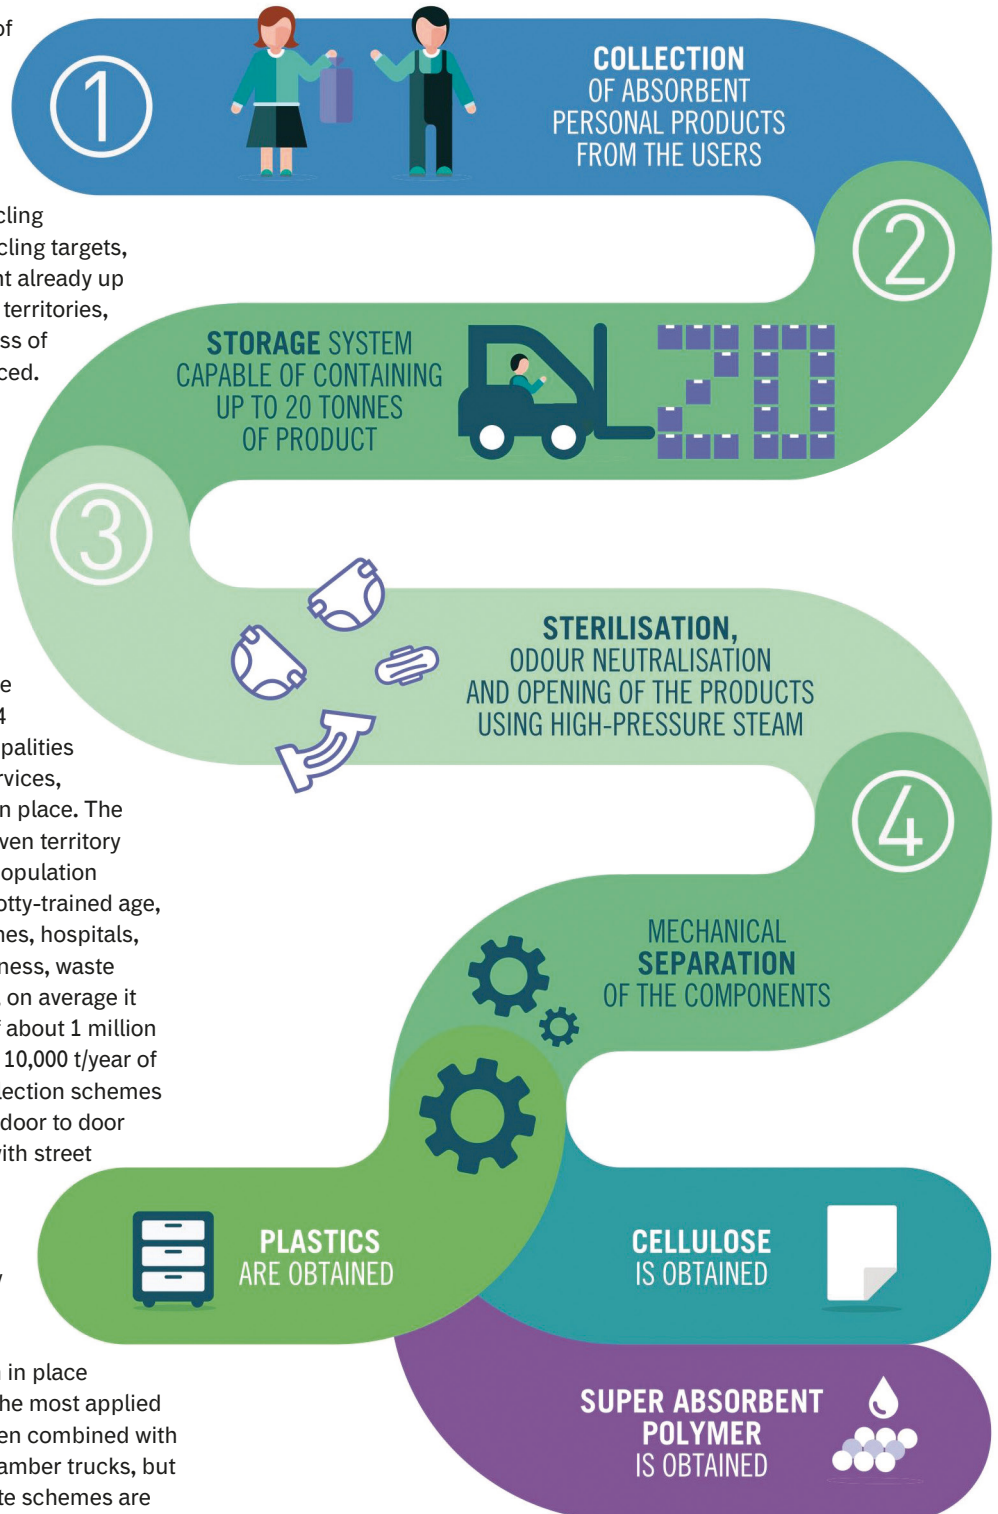 of
cling
cling targets,
nt already up
territories,
ss of
ced.
e
4
palities
rvices,
n place. The
ven territory
opulation
otty-trained age,
nes, hospitals,
ness, waste
, on average it
f about 1 million
10,000 t/year of
llection schemes
door to door
with street
y
n in place
he most applied
en combined with
amber trucks, but
te schemes are
1
COLLECTION
OF ABSORBENT
PERSONAL PRODUCTS
FROM THE USERS
2
STORAGE SYSTEM
CAPABLE OF CONTAINING
UP TO 20 TONNES
OF PRODUCT
20
3
STERILISATION,
ODOUR NEUTRALISATION
AND OPENING OF THE PRODUCTS
USING HIGH-PRESSURE STEAM
4
MECHANICAL
SEPARATION
OF THE COMPONENTS
PLASTICS
ARE OBTAINED
CELLULOSE
IS OBTAINED
SUPER ABSORBENT
POLYMER
IS OBTAINED